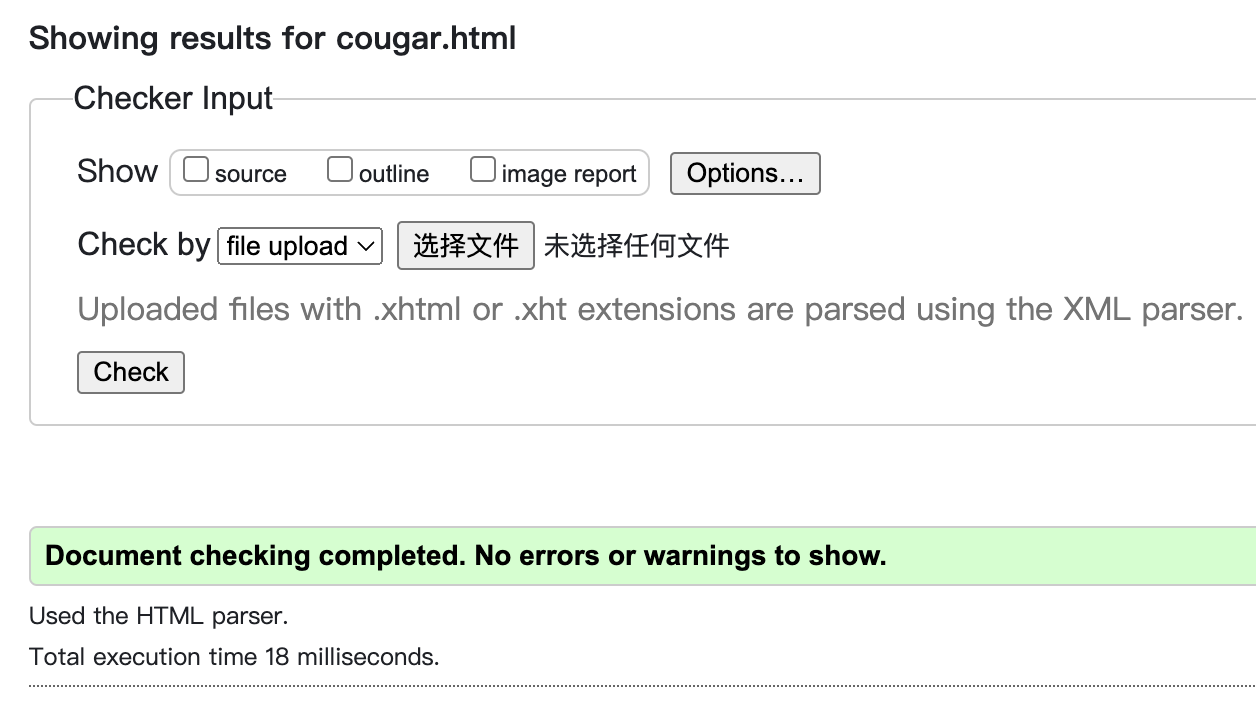 Showing results for cougar.html
Checker Input
Show source outline image report Options...
Check by file upload 选择文件 未选择任何文件
Uploaded files with .xhtml or .xht extensions are parsed using the XML parser.
Check
Document checking completed. No errors or warnings to show.
Used the HTML parser.
Total execution time 18 milliseconds.